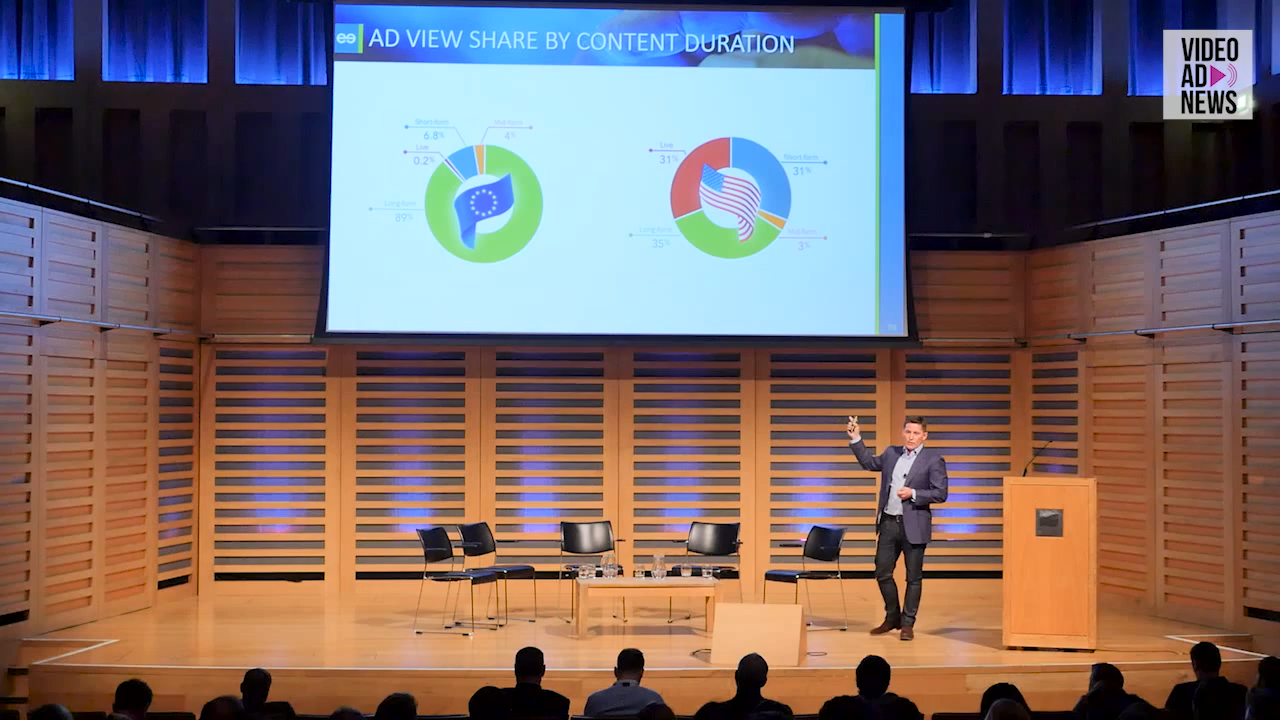 AD VIEW SHARE BY CONTENT DURATION
VIDEO
AD
NEWS
Short-form
6.8%
Mid-form
4%
Live
0.2%
Long-form
89%
Live
31%
Short-form
31%
Long-form
35%
Mid-form
3%